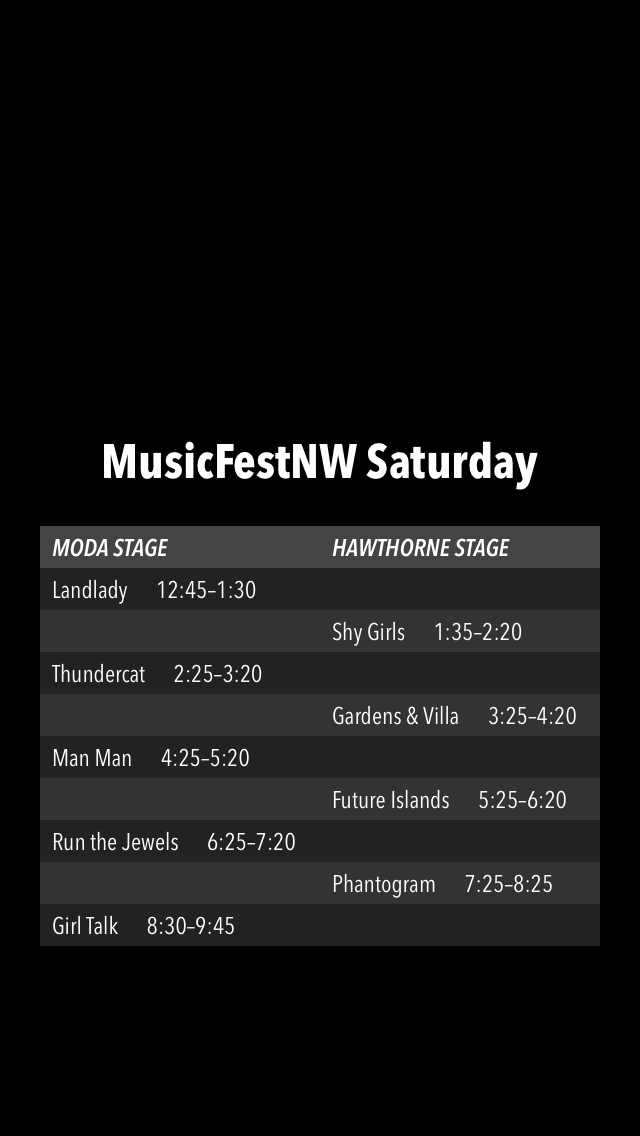 MusicFestNW Saturday
MODA STAGE HAWTHORNE STAGE
Landlady 12:45–1:30
Shy Girls 1:35–2:20
Thundercat 2:25–3:20
Gardens & Villa 3:25–4:20
Man Man 4:25–5:20
Future Islands 5:25–6:20
Run the Jewels 6:25–7:20
Phantogram 7:25–8:25
Girl Talk 8:30–9:45